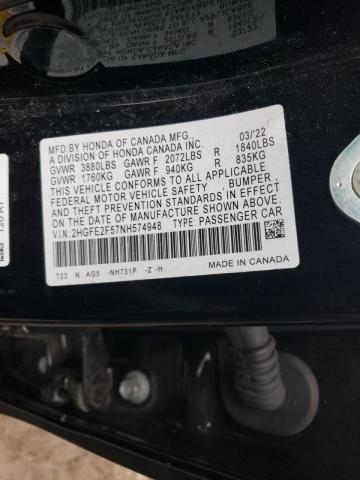 MFD.BY HONDA OF CANADA MFG., 03/22
A DIVISION OF HONDA CANADA INC.
GVWR 3880LBS GAWR F 2072LBS R 1840LBS
GVWR 1760KG GAWR F 940KG R 835KG
THIS VEHICLE CONFORMS TO ALL APPLICABLE
FEDERAL MOTOR VEHICLE SAFETY, BUMPER,
AND THEFT PREVENTION STANDARDS IN EFFECT
ON THE DATE OF MANUFACTURE SHOWN ABOVE.
V.I.N: 2HGFE2F57NH574948 TYPE: PASSENGER CAR
T23 N AG5 -NH731P -Z -H MADE IN CANADA